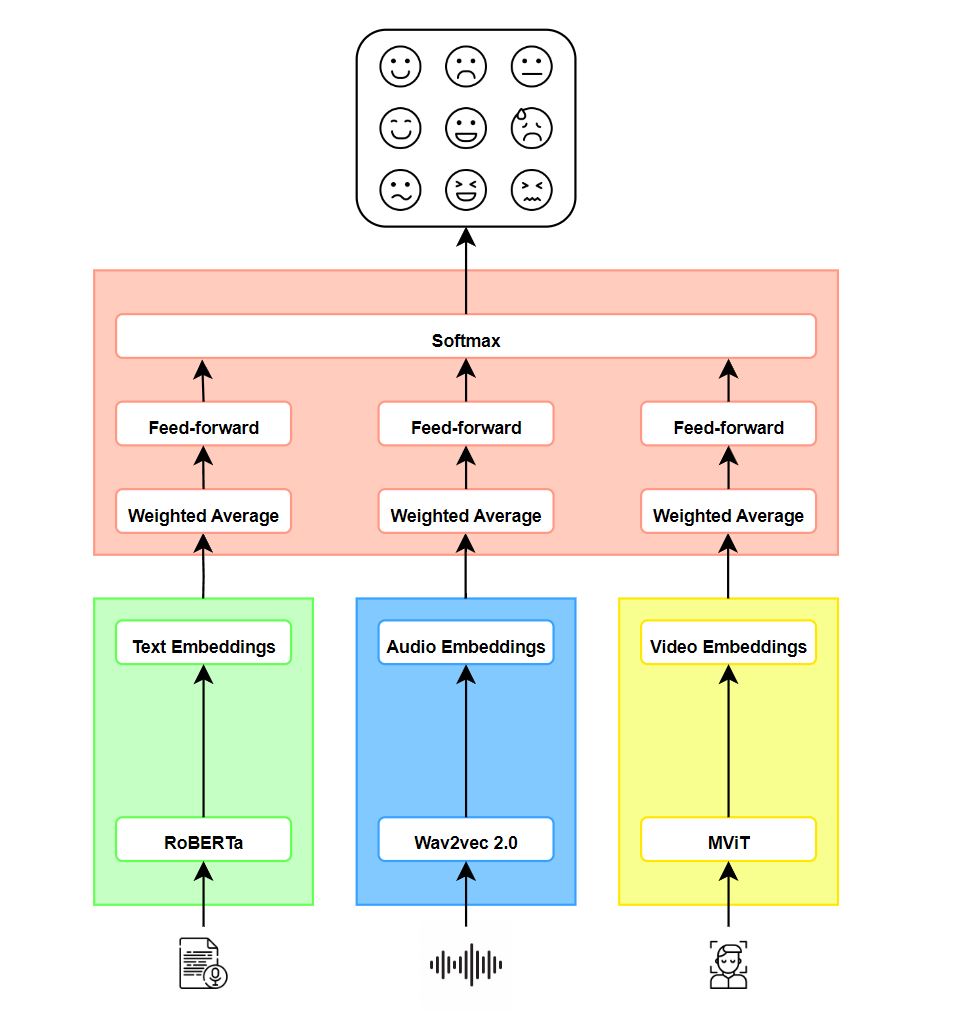 Softmax
Feed-forward
Feed-forward
Feed-forward
Weighted Average
Weighted Average
Weighted Average
Text Embeddings
Audio Embeddings
Video Embeddings
RoBERTa
Wav2vec 2.0
MViT